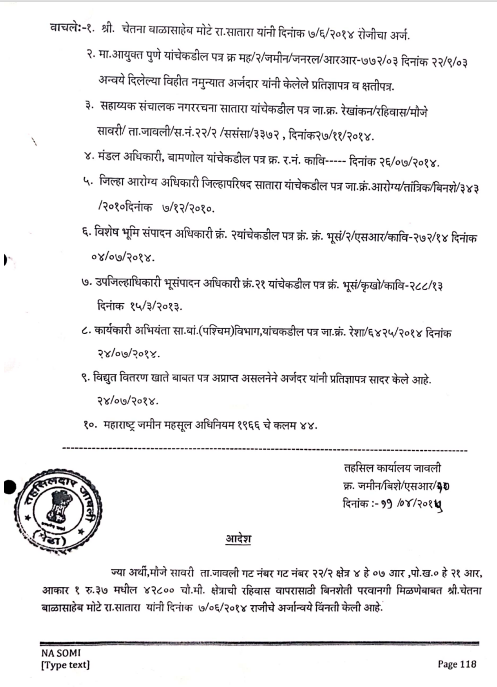 वाचले:-१. श्री. चेतना बाळासाहेब मोटे रा.सातारा यांनी दिनांक ७/६/२०१४ रोजीचा अर्ज.
२. मा.आयुक्त पुणे यांचेकडील पत्र क्र मह/२/जमीन/जनरल/आरआर-७७२/०३ दिनांक २२/९/०३
अन्वये दिलेल्या विहीत नमुन्यात अर्जदार यांनी केलेले प्रतिज्ञापत्र व क्षतीपत्र.
३. सहाय्यक संचालक नगररचना सातारा यांचेकडील पत्र जा.क्र. रेखांकन/रहिवास/मौजे
सावरी/ ता.जावली/स.नं.२२/२ /ससंसा/३३७२ , दिनांक२७/११/२०१४.
४. मंडल अधिकारी, बामणोल यांचेकडील पत्र क्र. र.नं. कावि----- दिनांक २६/०७/२०१४.
५. जिल्हा आरोग्य अधिकारी जिल्हापरिषद सातारा यांचेकडील पत्र जा.क्रं.आरोग्य/तांत्रिक/बिनशे/३४३
/२०१०दिनांक ७/१२/२०१०.
६. विशेष भूमि संपादन अधिकारी क्रं. २यांचेकडील पत्र क्रं. क्रं. भूसं/२/एसआर/कावि-२७२/१४ दिनांक
०४/०७/२०१४.
७. उपजिल्हाधिकारी भूसंपादन अधिकारी क्रं.२१ यांचेकडील पत्र क्रं. भूसं/कृखो/कावि-२८८/१३
दिनांक १५/३/२०१३.
८. कार्यकारी अभियंता सा.बां.(पश्चिम)विभाग,यांचकडील पत्र जा.क्रं. रेशा/६४२५/२०१४ दिनांक
२४/०७/२०१४.
९. विद्युत वितरण खाते बाबत पत्र अप्राप्त असलनेने अर्जदर यांनी प्रतिज्ञापत्र सादर केले आहे.
२४/०७/२०१४.
१०. महाराष्ट्र जमीन महसूल अधिनियम १९६६ चे कलम ४४.
तहसिल कार्यालय जावली
क्र. जमीन/बिशे/एसआर/
दिनांक :- ११/०४/२०१५
तहसिलदार जावली
(मेढा)
आदेश
ज्या अर्थी,मौजे सावरी ता.जावली गट नंबर गट नंबर २२/२ क्षेत्र ४ हे ०७ आर ,पो.ख.० हे २१ आर,
आकार १ रु.३७ मधील ४२८०० चौ.मी. क्षेत्राची रहिवास वापरासाठी बिनशेती परवानगी मिळणेबाबत श्री.चेतना
बाळासाहेब मोटे रा.सातारा यांनी दिनांक ७/०६/२०१४ राजीचे अर्जान्वये विनंती केली आहे.
NA SOMI
[Type text] Page 118